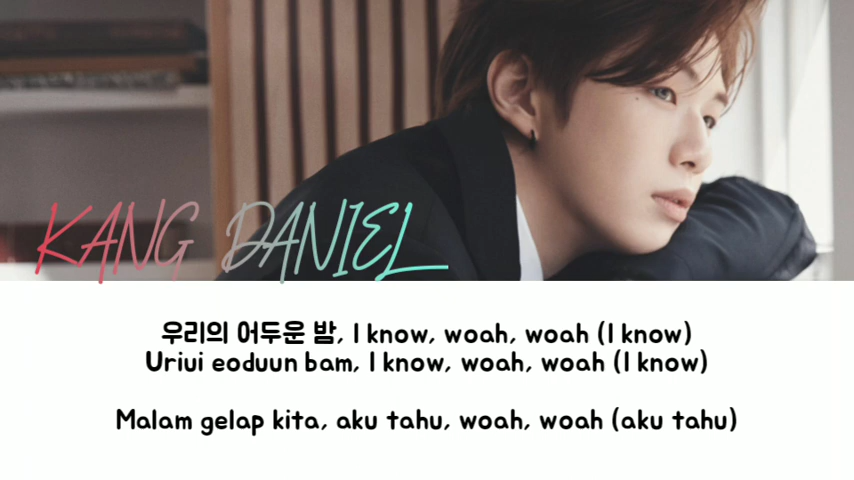 KANG DANIEL
우리의 어두운 밤, I know, woah, woah (I know)
Uriui eoduun bam, I know, woah, woah (I know)
Malam gelap kita, aku tahu, woah, woah (aku tahu)